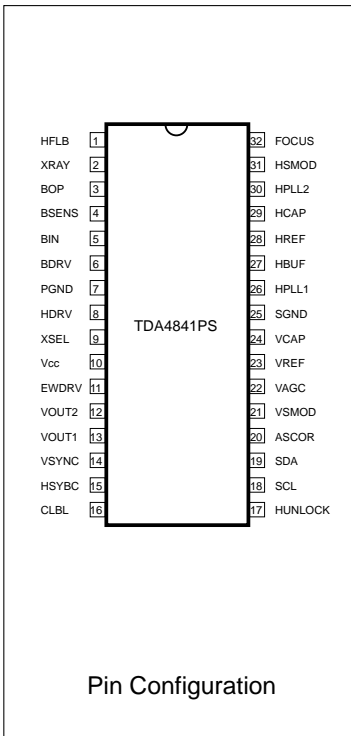 HFLB 1 32 FOCUS
XRAY 2 31 HSMOD
BOP 3 30 HPLL2
BSENS 4 29 HCAP
BIN 5 28 HREF
BDRV 6 27 HBUF
PGND 7 26 HPLL1
HDRV 8 25 SGND
TDA4841PS
XSEL 9 24 VCAP
Vcc 10 23 VREF
EWDRV 11 22 VAGC
VOUT2 12 21 VSMOD
VOUT1 13 20 ASCOR
VSYNC 14 19 SDA
HSYBC 15 18 SCL
CLBL 16 17 HUNLOCK
Pin Configuration